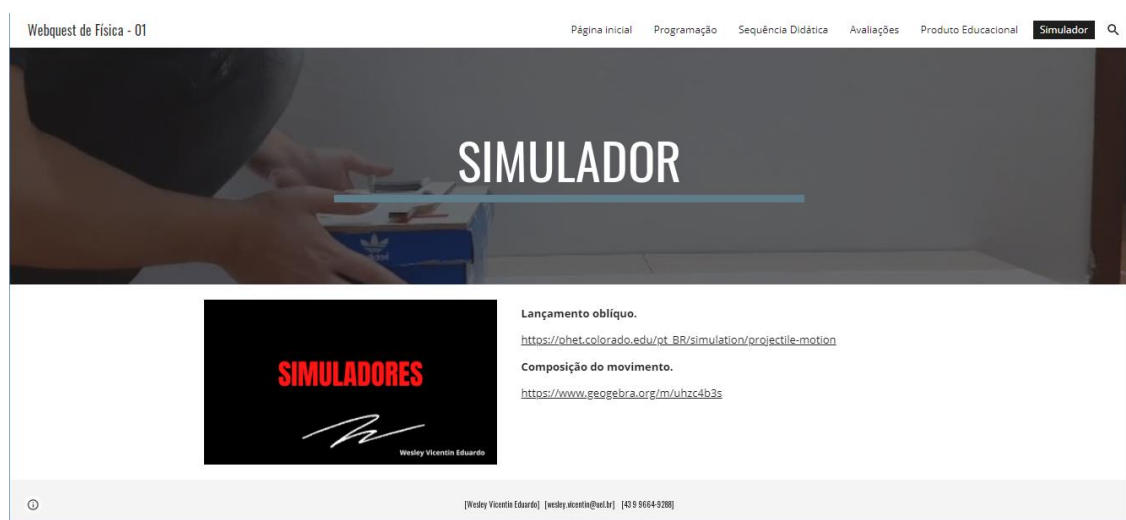 Webquest de Física - 01
Página inicial Programação Sequência Didática Avaliações Produto Educacional Simulador
SIMULADOR
adidas
SIMULADORES
Wesley Vicentin Eduardo
Lançamento oblíquo.
https://phet.colorado.edu/pt_BR/simulation/projectile-motion
Composição do movimento.
https://www.geogebra.org/m/uhzc4b3s
[Wesley Vicentin Eduardo] [wesley.vicentin@uel.br] [43 9 9664-9288]